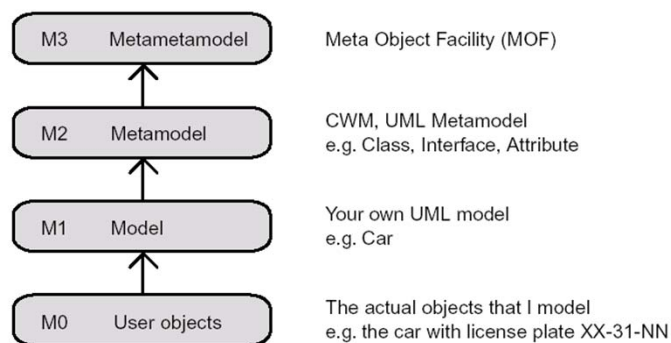 M3 Metametamodel Meta Object Facility (MOF)
M2 Metamodel CWM, UML Metamodel
e.g. Class, Interface, Attribute
M1 Model Your own UML model
e.g. Car
M0 User objects The actual objects that I model
e.g. the car with license plate XX-31-NN